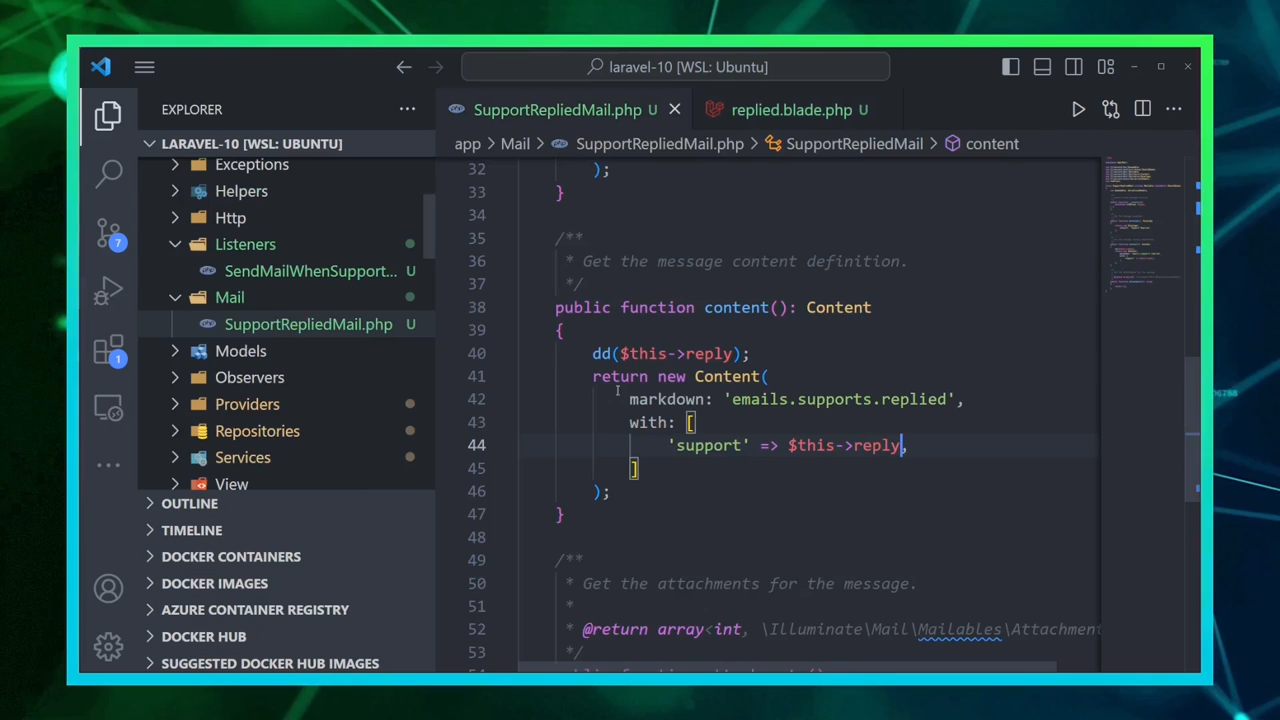 laravel-10 [WSL: Ubuntu]
EXPLORER
SupportRepliedMail.php U
replied.blade.php U
LARAVEL-10 [WSL: UBUNTU]
app > Mail > SupportRepliedMail.php > SupportRepliedMail > content
Exceptions
Helpers
Http
Listeners
SendMailWhenSupport... U
Mail
SupportRepliedMail.php U
Models
Observers
Providers
Repositories
Services
View
OUTLINE
TIMELINE
DOCKER CONTAINERS
DOCKER IMAGES
AZURE CONTAINER REGISTRY
DOCKER HUB
SUGGESTED DOCKER HUB IMAGES
7
1
32 );
33 }
34
35 /**
36 * Get the message content definition.
37 */
38 public function content(): Content
39 {
40 dd($this->reply);
41 return new Content(
42 markdown: 'emails.supports.replied',
43 with: [
44 'support' => $this->reply,
45 ]
46 );
47 }
48
49 /**
50 * Get the attachments for the message.
51 *
52 * @return array<int, \Illuminate\Mail\Mailables\Attachment
53 */